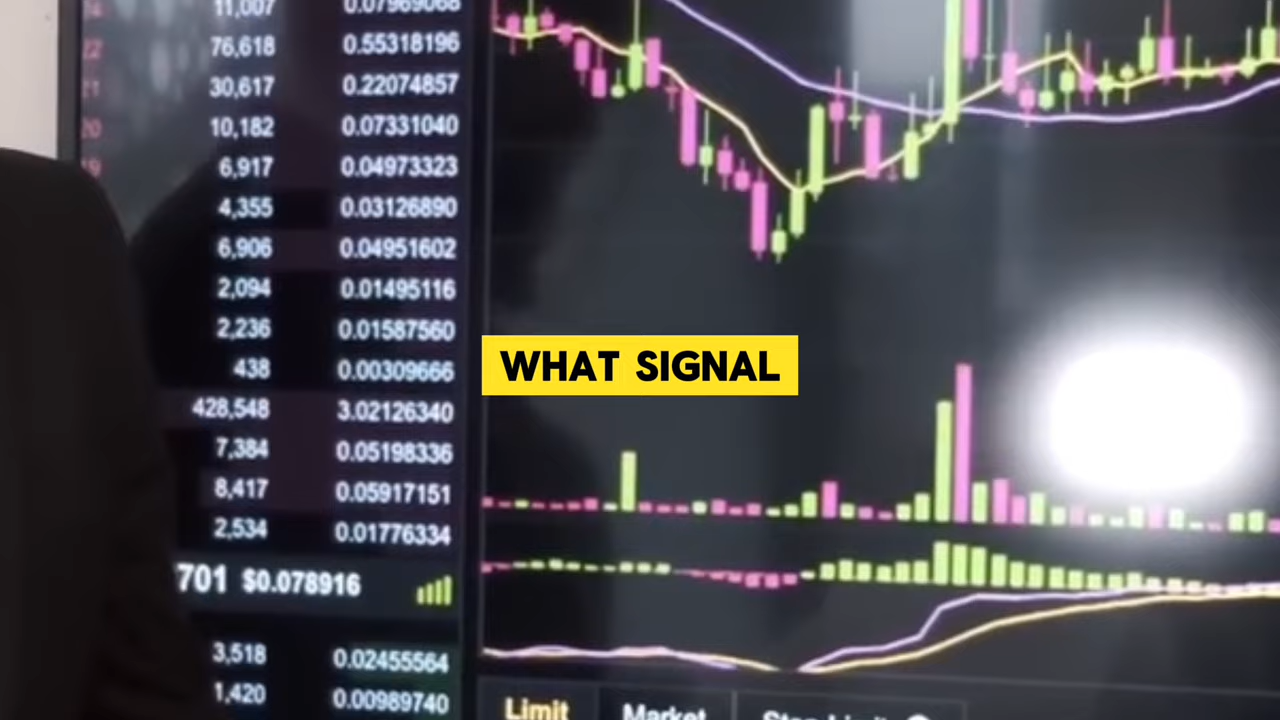 11,007 0.07969068
22 76,618 0.55318196
21 30,617 0.22074857
20 10,182 0.07331040
6,917 0.04973323
4,355 0.03126890
6,906 0.04951602
2,094 0.01495116
2,236 0.01587560
WHAT SIGNAL
438 0.00309666
428,548 3.02126340
7,384 0.05198336
8,417 0.05917151
2,534 0.01776334
701 $0.078916
3,518 0.02455564
1,420 0.00989740
Limit Market